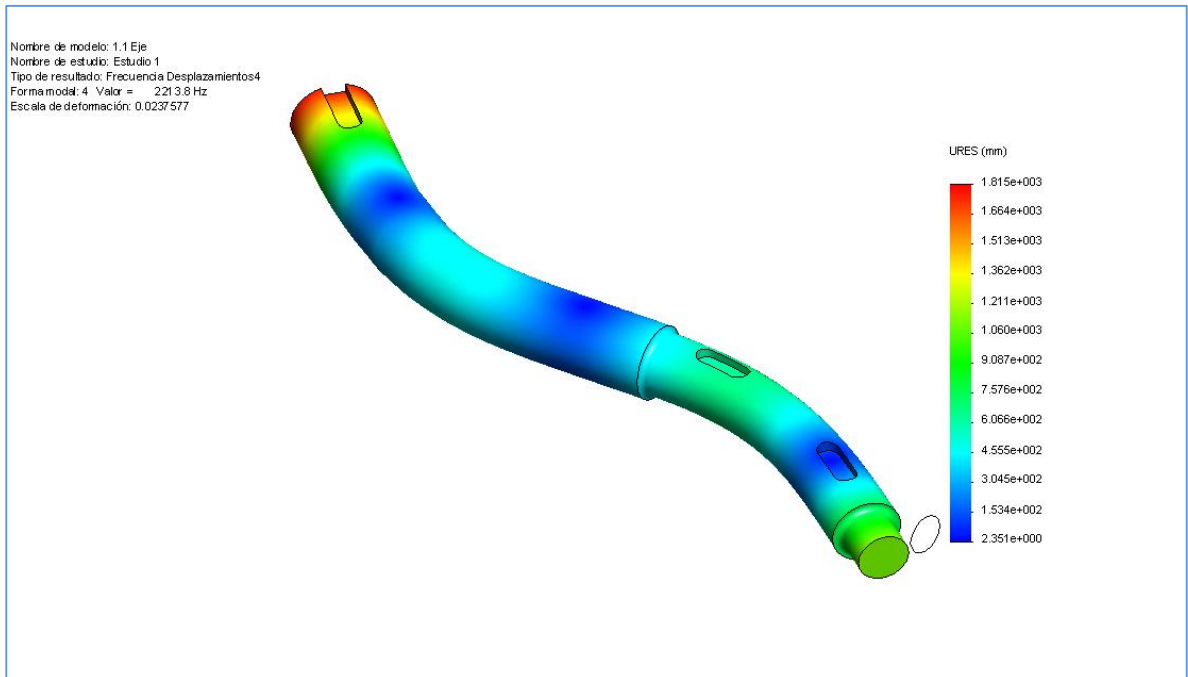 Nombre de modelo: 1.1 Eje
Nombre de estudio: Estudio 1
Tipo de resultado: Frecuencia Desplazamientos4
Forma modal: 4 Valor = 2213.8 Hz
Escala de deformación: 0.0237577
URES (mm)
1.815e+003
1.664e+003
1.513e+003
1.362e+003
1.211e+003
1.060e+003
9.087e+002
7.576e+002
6.066e+002
4.555e+002
3.045e+002
1.534e+002
2.351e+000